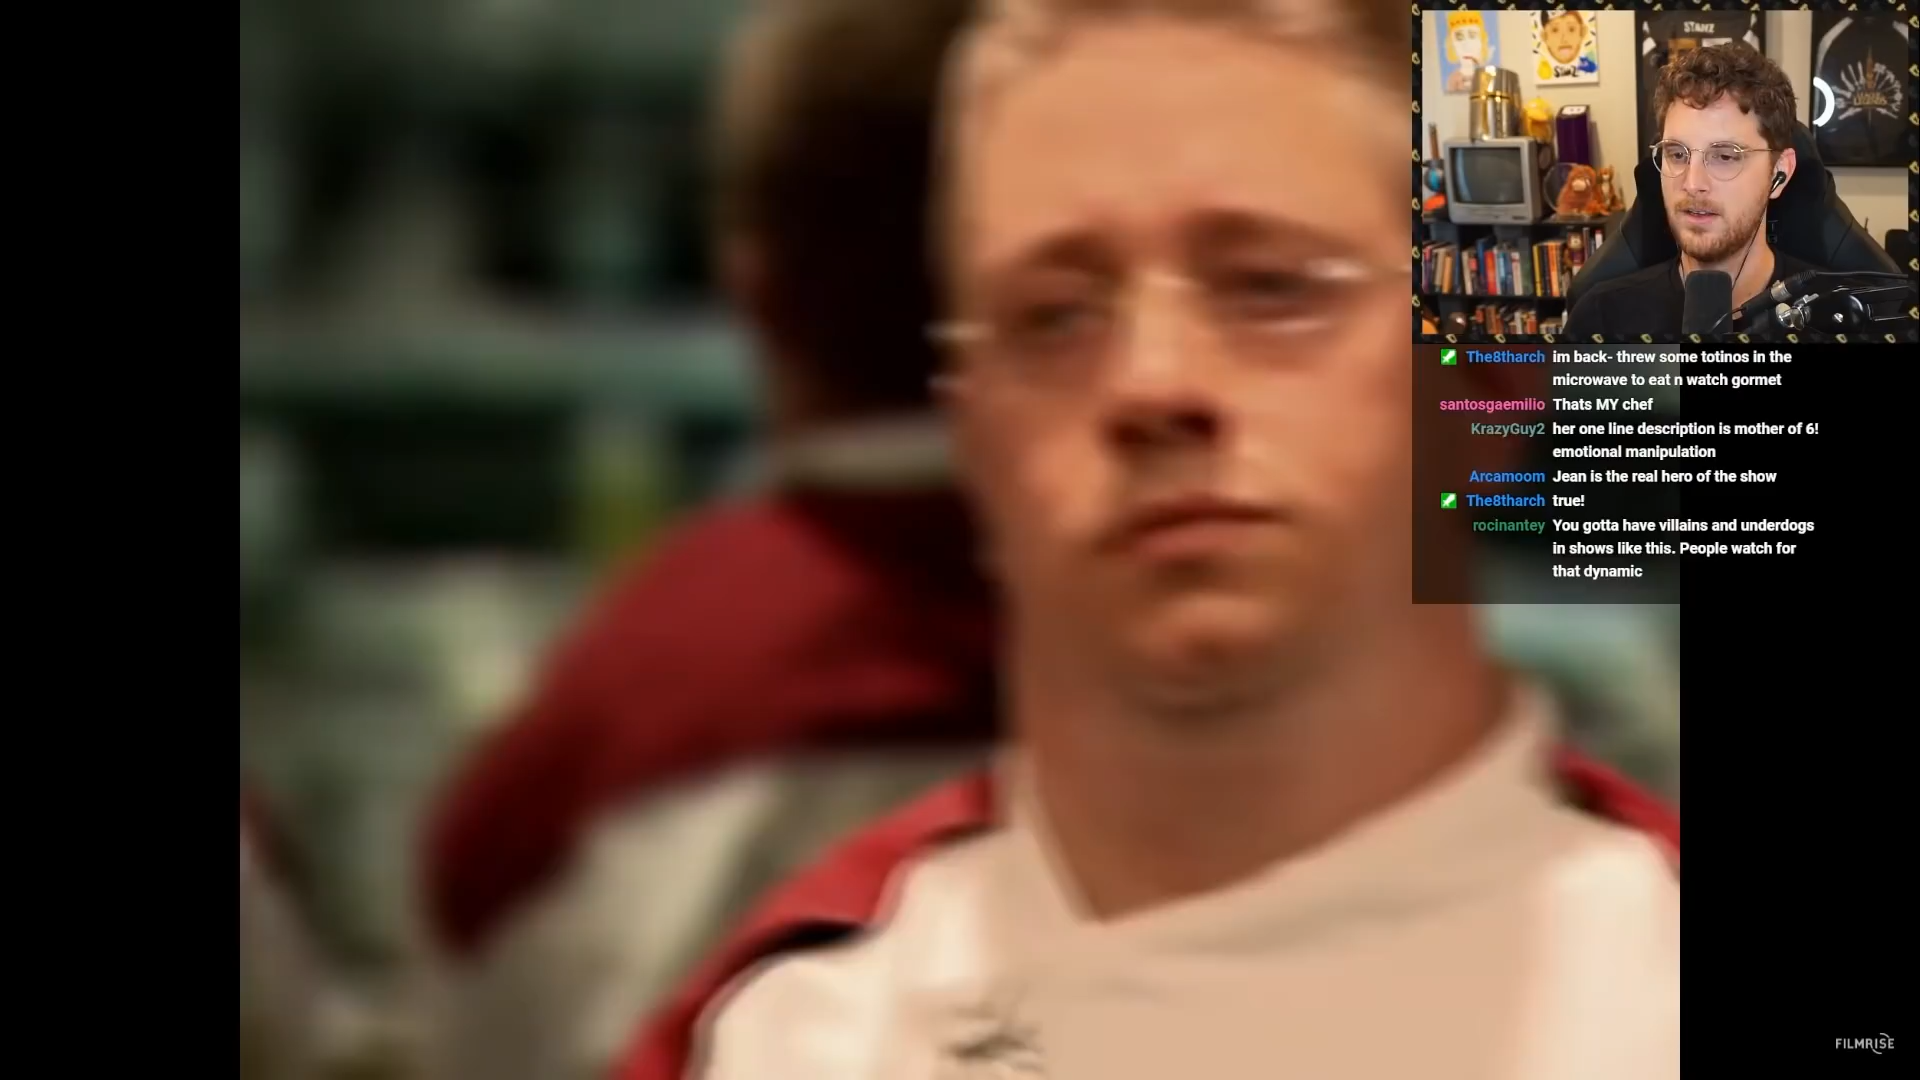 STANZ
The8tharch im back- threw some totinos in the
microwave to eat n watch gormet
santosgaemilio Thats MY chef
KrazyGuy2 her one line description is mother of 6!
emotional manipulation
Arcamoom Jean is the real hero of the show
The8tharch true!
rocinantey You gotta have villains and underdogs
in shows like this. People watch for
that dynamic
FILMRISE